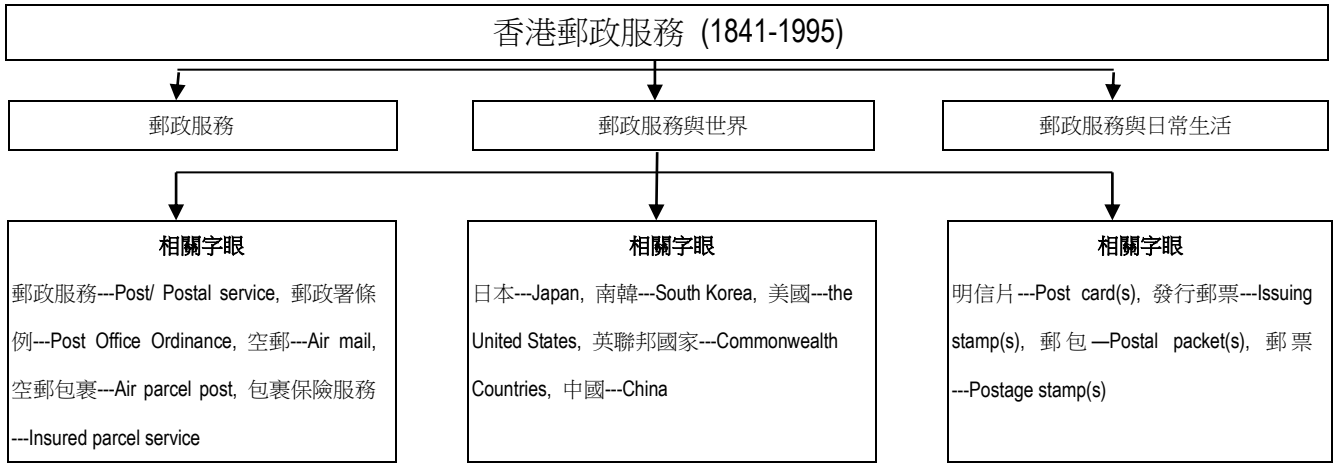 香港郵政服務 (1841-1995)
郵政服務
郵政服務與世界
郵政服務與日常生活
相關字眼
郵政服務---Post/ Postal service, 郵政署條
例---Post Office Ordinance, 空郵---Air mail,
空郵包裹---Air parcel post, 包裹保險服務
---Insured parcel service
相關字眼
日本---Japan, 南韓---South Korea, 美國---the
United States, 英聯邦國家---Commonwealth
Countries, 中國---China
相關字眼
明信片---Post card(s), 發行郵票---Issuing
stamp(s), 郵包—Postal packet(s), 郵票
---Postage stamp(s)